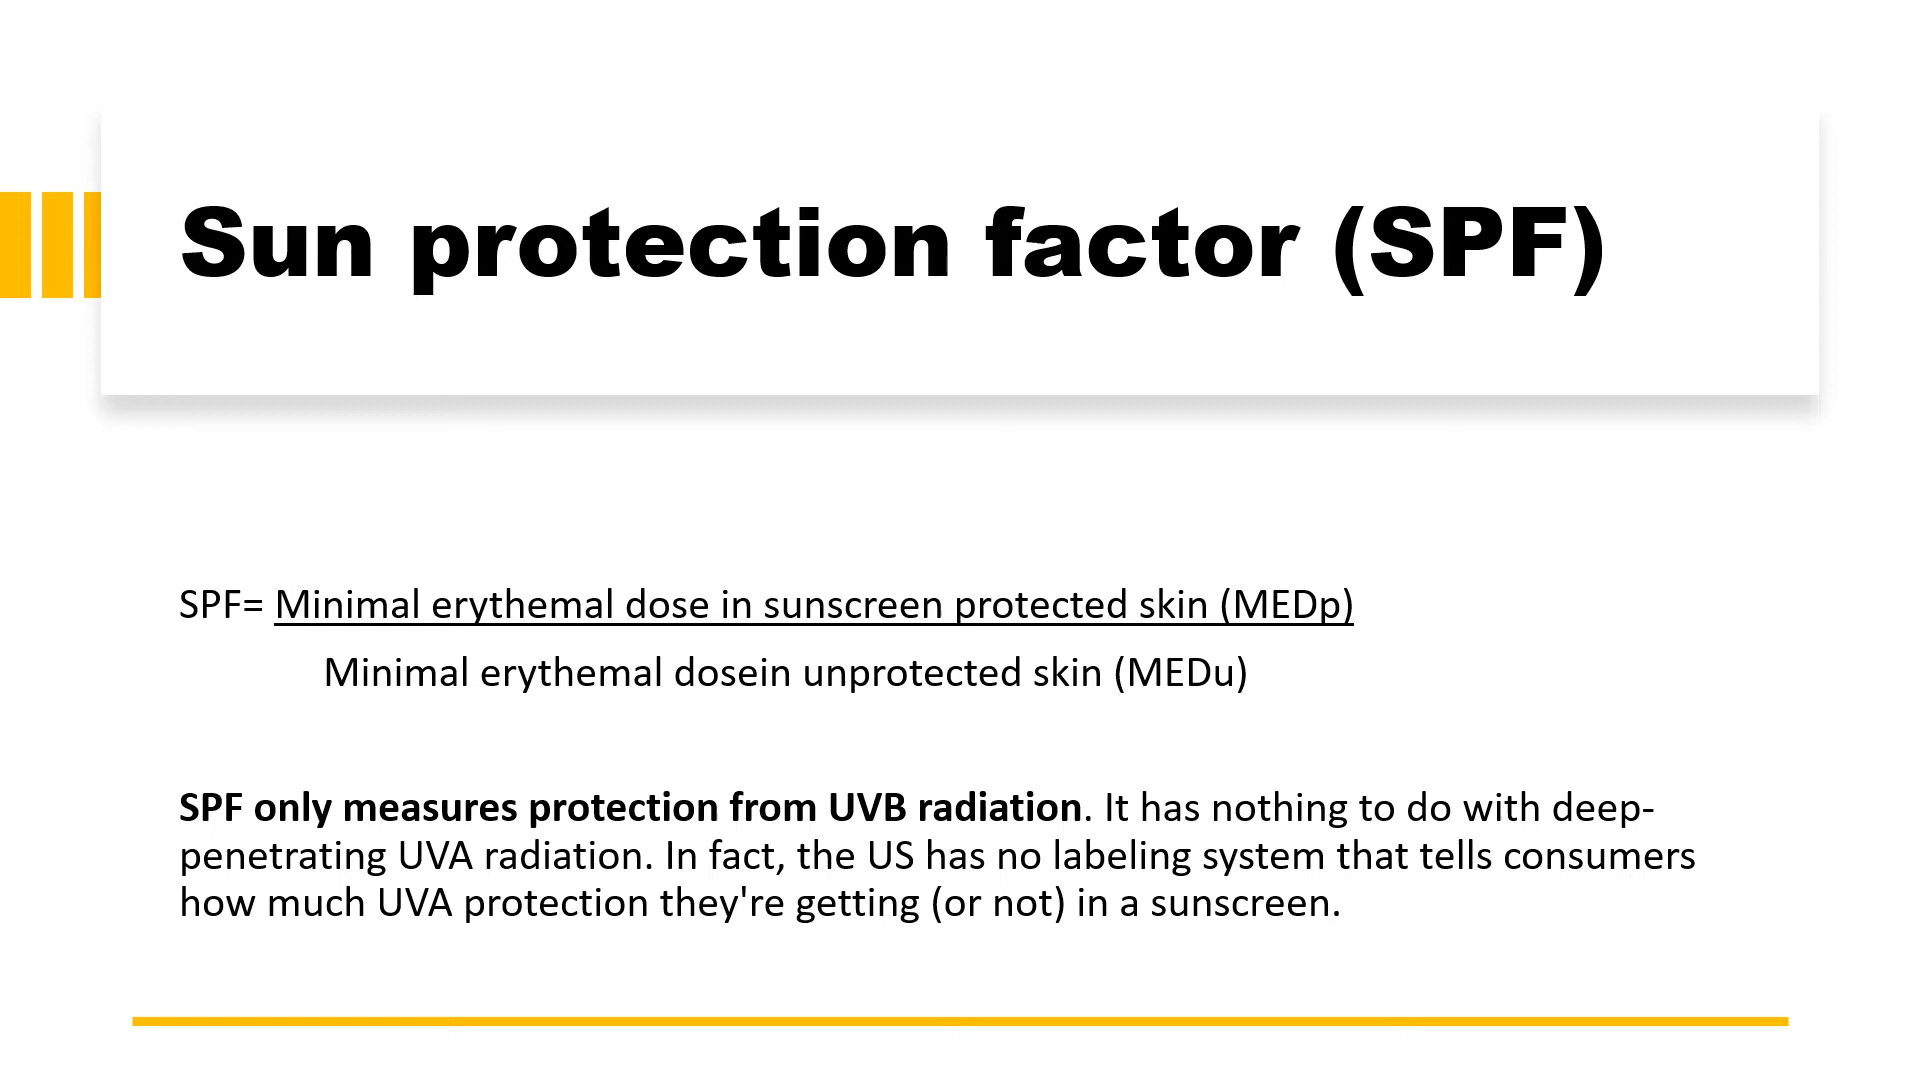 Sun protection factor (SPF)
SPF= Minimal erythemal dose in sunscreen protected skin (MEDp)
Minimal erythemal dosein unprotected skin (MEDu)
SPF only measures protection from UVB radiation. It has nothing to do with deep-
penetrating UVA radiation. In fact, the US has no labeling system that tells consumers
how much UVA protection they're getting (or not) in a sunscreen.